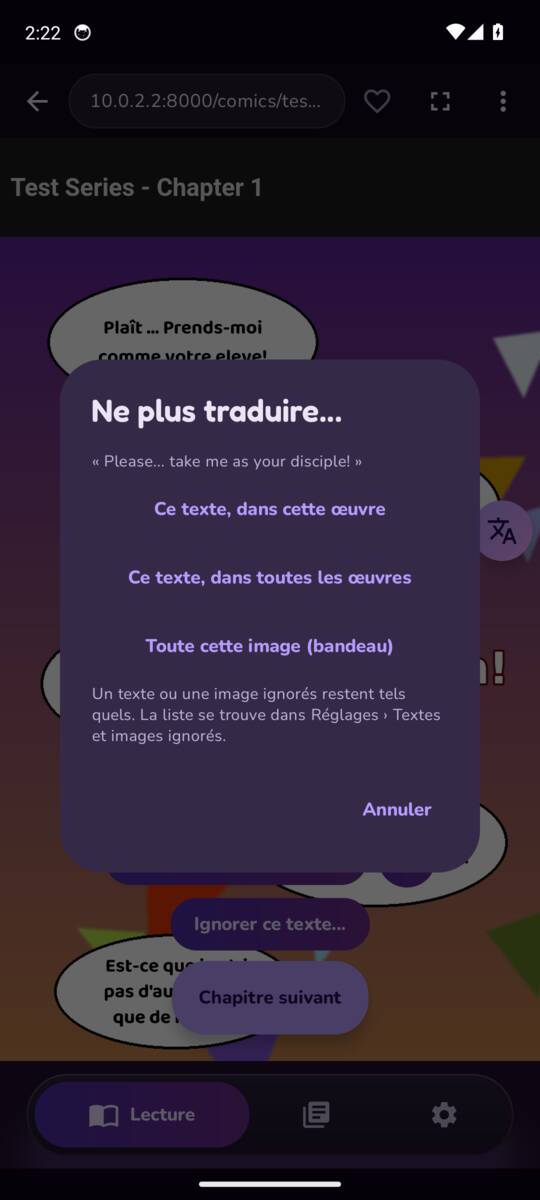 2:22
10.0.2.2:8000/comics/tes...
Test Series - Chapter 1
Plaît ... Prends-moi
comme votre eleve!
Ne plus traduire...
« Please... take me as your disciple! »
Ce texte, dans cette œuvre
Ce texte, dans toutes les œuvres
Toute cette image (bandeau)
Un texte ou une image ignorés restent tels
quels. La liste se trouve dans Réglages › Textes
et images ignorés.
Annuler
Ignorer ce texte...
Est-ce que
pas d'au
que de
Chapitre suivant
Lecture